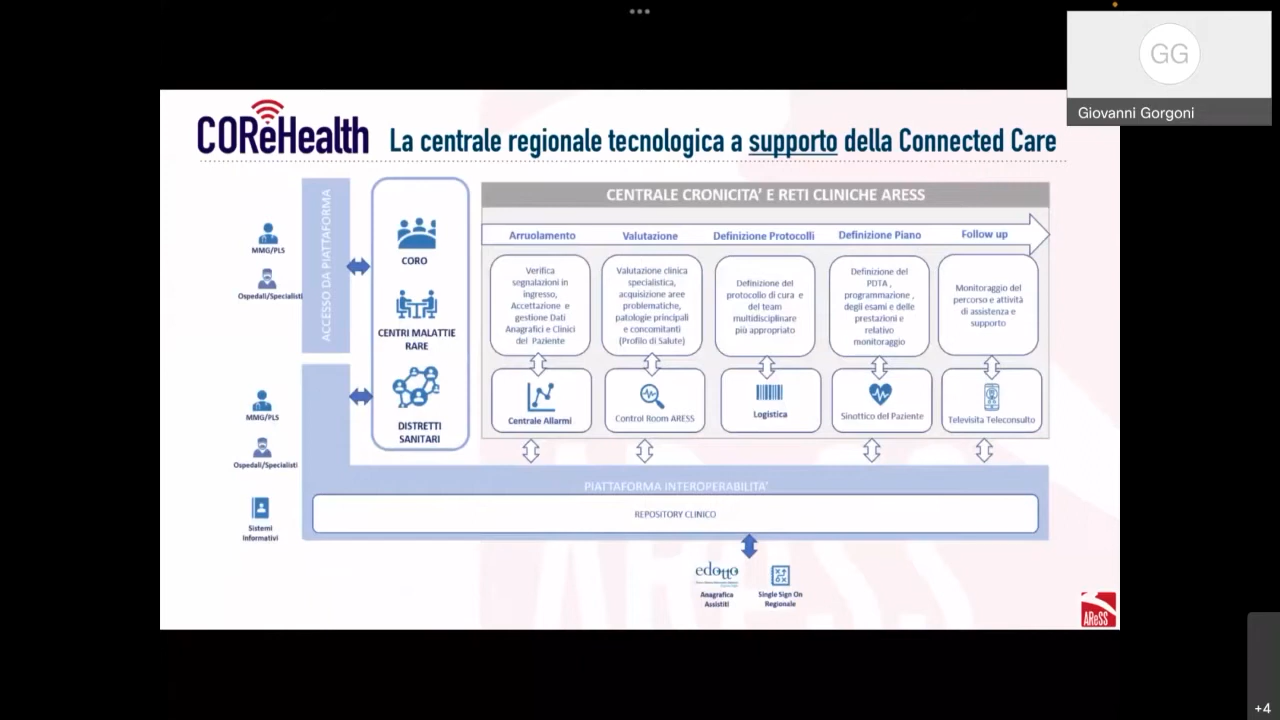 GG
Giovanni Gorgoni
COReHealth
La centrale regionale tecnologica a supporto della Connected Care
ACCESSO DA PIATTAFORMA
MMG/PLS
Ospedali/Specialisti
MMG/PLS
Ospedali/Specialisti
Sistemi
Informativi
CORO
CENTRI MALATTIE
RARE
DISTRETTI
SANITARI
CENTRALE CRONICITA' E RETI CLINICHE ARESS
Arruolamento
Valutazione
Definizione Protocolli
Definizione Piano
Follow up
Verifica
segnalazioni in
ingresso,
Accettazione e
gestione Dati
Anagrafici e Clinici
del Paziente
Valutazione clinica
specialistica,
acquisizione aree
problematiche,
patologie principali
e concomitanti
(Profilo di Salute)
Definizione del
protocollo di cura e
del team
multidisciplinare
più appropriato
Definizione del
PDTA ,
programmazione ,
degli esami e delle
prestazioni e
relativo
monitoraggio
Monitoraggio del
percorso e attività
di assistenza e
supporto
Centrale Allarmi
Control Room ARESS
Logistica
Sinottico del Paziente
Televisita Teleconsulto
PIATTAFORMA INTEROPERABILITA'
REPOSITORY CLINICO
edotto
Anagrafica
Assistiti
Single Sign On
Regionale
AReSS
+4